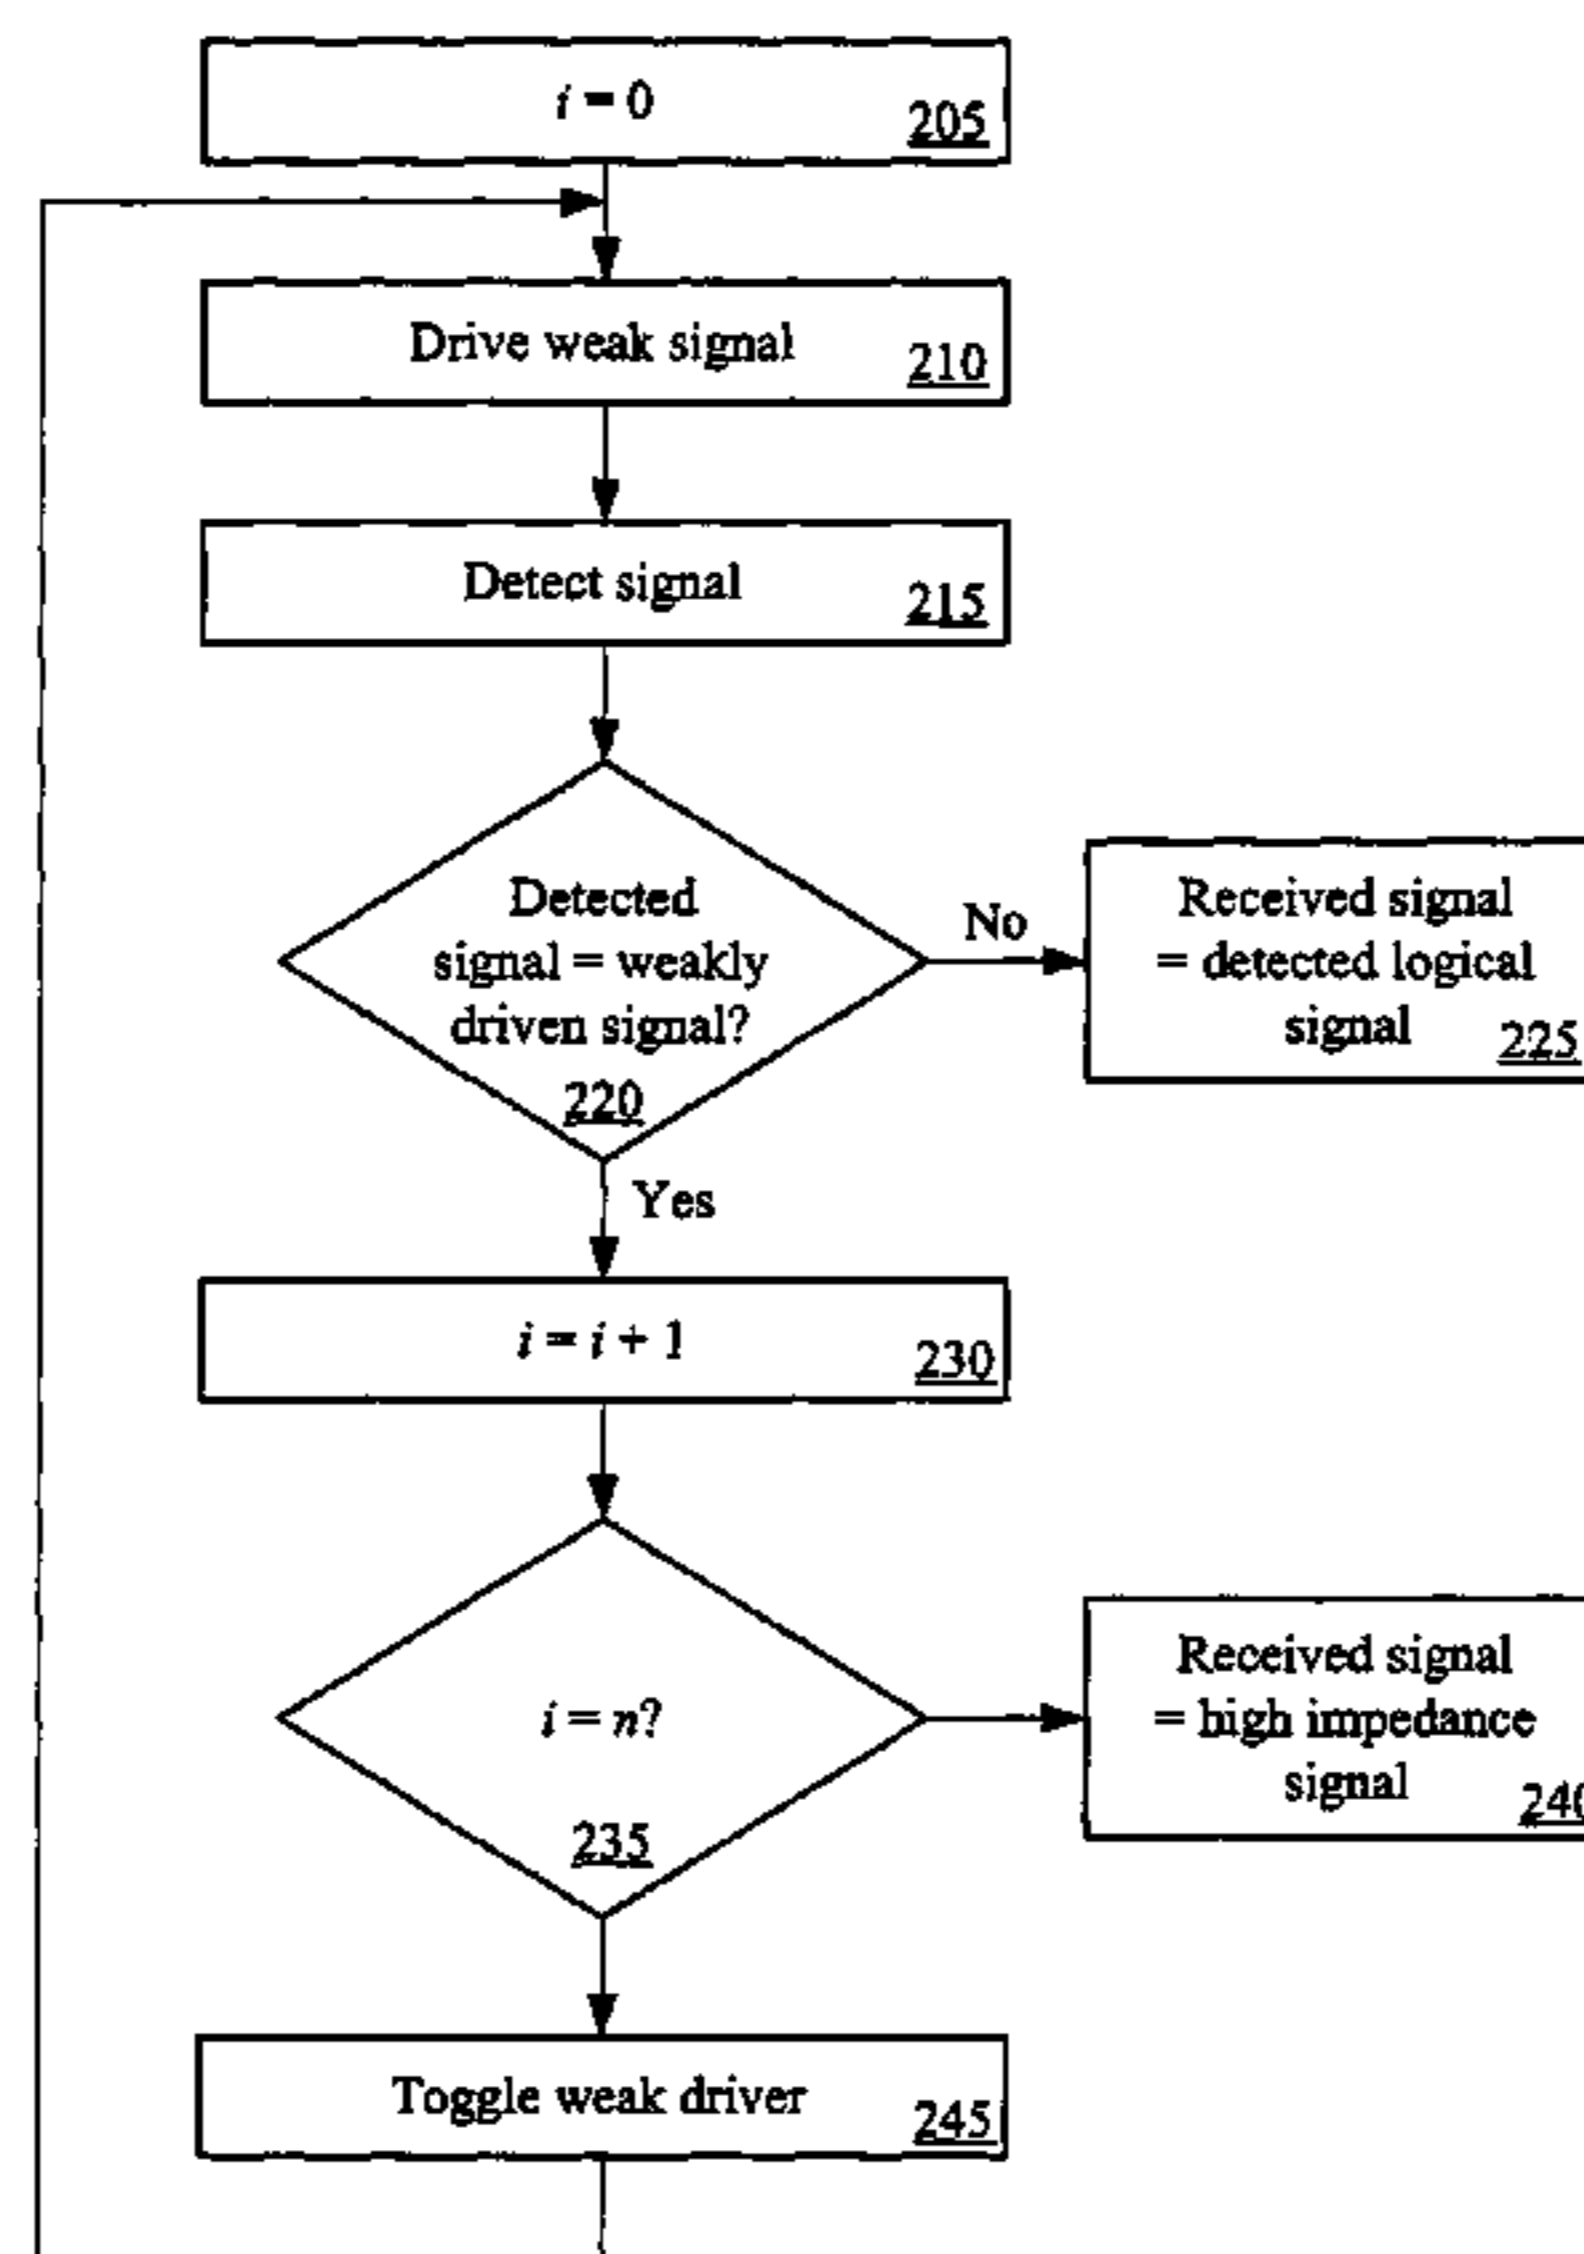 i = 0
205
Drive weak signal
210
Detect signal
215
Detected
signal = weakly
driven signal?
220
No
Received signal
= detected logical
signal
225
Yes
i = i + 1
230
i = n?
235
Received signal
= high impedance
signal
240
Toggle weak driver
245